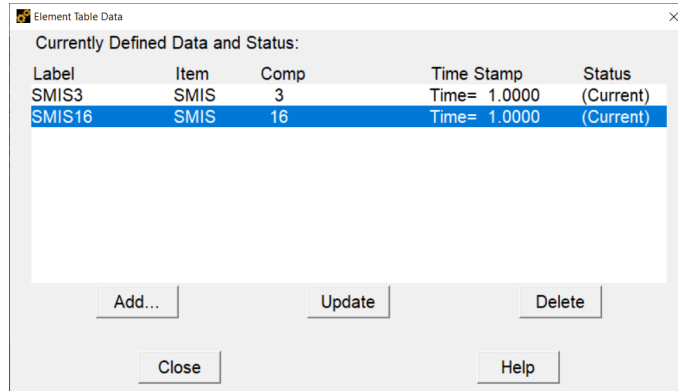 Element Table Data
Currently Defined Data and Status:
Label Item Comp Time Stamp Status
SMIS3 SMIS 3 Time= 1.0000 (Current)
SMIS16 SMIS 16 Time= 1.0000 (Current)
Add... Update Delete
Close Help